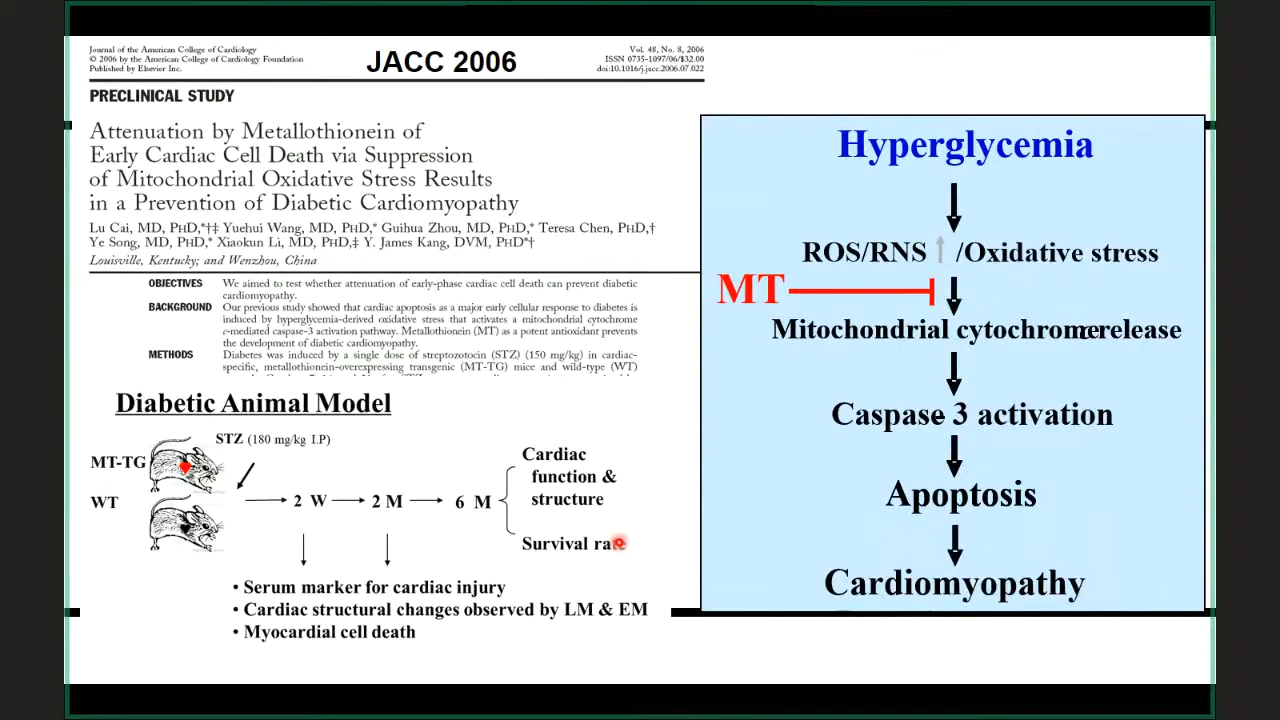 Journal of the American College of Cardiology
© 2006 by the American College of Cardiology Foundation
Published by Elsevier Inc.
JACC 2006
Vol. 48, No. 8, 2006
ISSN 0735-1097/06/$32.00
doi:10.1016/j.jacc.2006.07.022
PRECLINICAL STUDY
Attenuation by Metallothionein of
Early Cardiac Cell Death via Suppression
of Mitochondrial Oxidative Stress Results
in a Prevention of Diabetic Cardiomyopathy
Lu Cai, MD, PHD,*†‡ Yuehui Wang, MD, PHD,* Guihua Zhou, MD, PHD,* Teresa Chen, PHD,†
Ye Song, MD, PHD,* Xiaokun Li, MD, PHD,‡ Y. James Kang, DVM, PHD*†
Louisville, Kentucky; and Wenzhou, China
OBJECTIVES We aimed to test whether attenuation of early-phase cardiac cell death can prevent diabetic
cardiomyopathy.
BACKGROUND Our previous study showed that cardiac apoptosis as a major early cellular response to diabetes is
induced by hyperglycemia-derived oxidative stress that activates a mitochondrial cytochrome
c-mediated caspase-3 activation pathway. Metallothionein (MT) as a potent antioxidant prevents
the development of diabetic cardiomyopathy.
METHODS Diabetes was induced by a single dose of streptozotocin (STZ) (150 mg/kg) in cardiac-
specific, metallothionein-overexpressing transgenic (MT-TG) mice and wild-type (WT)
Diabetic Animal Model
STZ (180 mg/kg I.P)
MT-TG
WT
2 W
2 M
6 M
Cardiac
function &
structure
Survival
• Serum marker for cardiac injury
• Cardiac structural changes observed by LM & EM
• Myocardial cell death
Hyperglycemia
ROS/RNS ↑ /Oxidative stress
MT
Mitochondrial cytochrome c release
Caspase 3 activation
Apoptosis
Cardiomyopathy